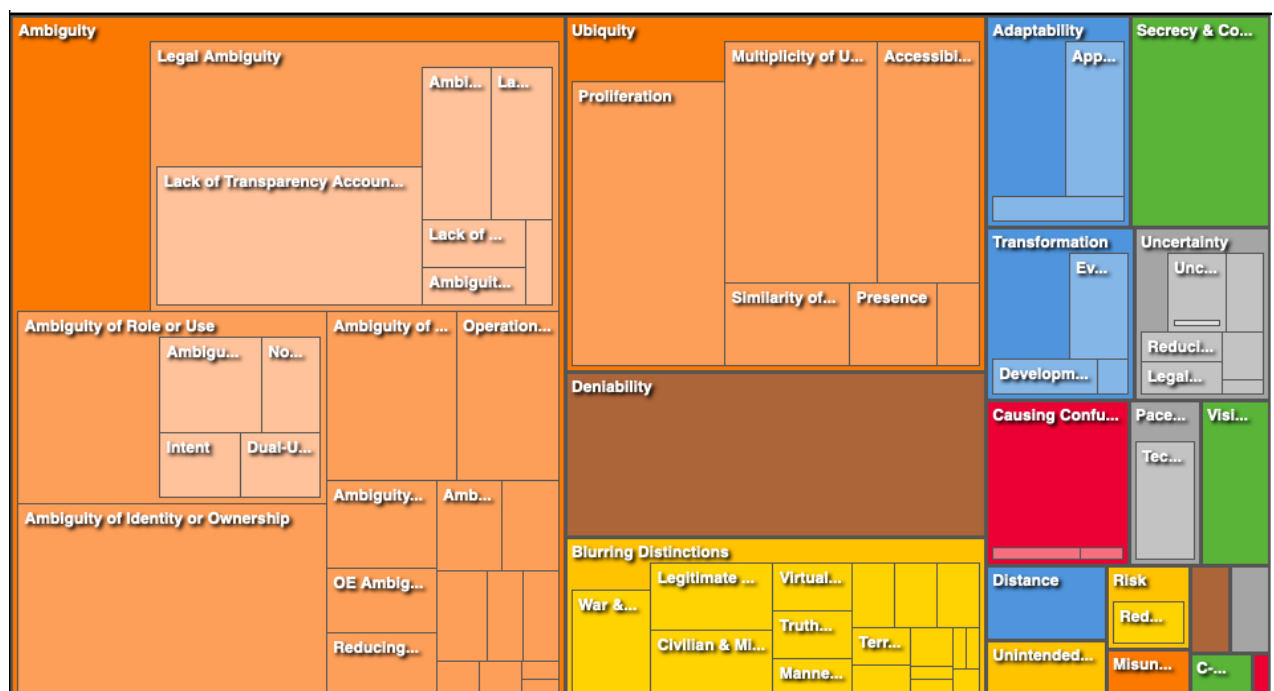 Ambiguity
Legal Ambiguity
Ambi...
La...
Lack of Transparency Accoun...
Lack of ...
Ambiguit...
Ambiguity of Role or Use
Ambigu...
No...
Intent
Dual-U...
Ambiguity of ...
Operation...
Ambiguity...
Amb...
Ambiguity of Identity or Ownership
OE Ambig...
Reducing...
Ubiquity
Multiplicity of U...
Accessibi...
Proliferation
Similarity of...
Presence
Deniability
Blurring Distinctions
Legitimate ...
Virtual...
War &...
Truth...
Civilian & Mi...
Terr...
Manne...
Adaptability
App...
Secrecy & Co...
Transformation
Ev...
Developm...
Uncertainty
Unc...
Reduci...
Legal...
Causing Confu...
Pace...
Tec...
Visi...
Distance
Risk
Red...
Unintended...
Misun...
C-...